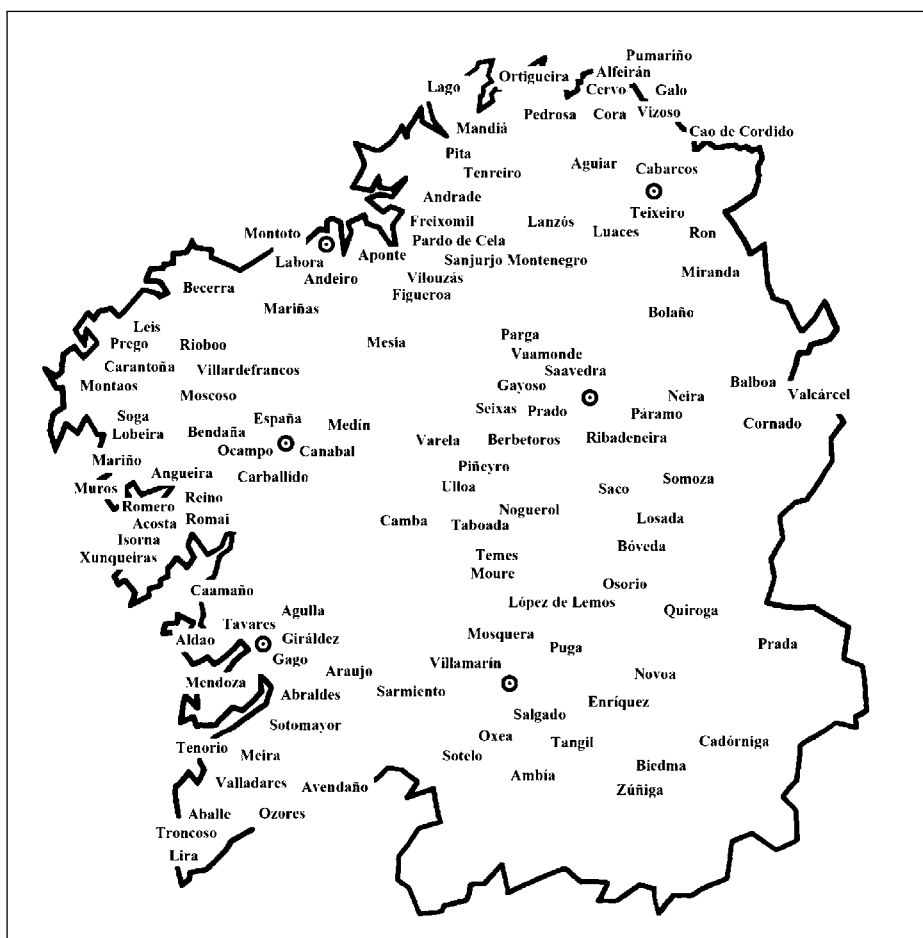 Pumariño
Alfeirán
Ortigueira
Lago
Cervo
Galo
Pedrosa
Cora
Vizoso
Mandiá
Cao de Cordido
Pita
Tenreiro
Aguiar
Cabarcos
Andrade
Teixeiro
Freixomil
Lanzós
Luaces
Ron
Montoto
Pardo de Cela
Labora
Aponte
Sanjurjo Montenegro
Andeiro
Vilouzás
Miranda
Becerra
Figueroa
Mariñas
Bolaño
Leis
Prego
Rioboo
Mesía
Parga
Vaamonde
Carantoña
Villardefrancos
Saavedra
Montaos
Gayoso
Balboa
Moscoso
Neira
Valcárcel
Soga
España
Medín
Seixas
Prado
Páramo
Cornado
Lobeira
Bendaña
Ocampo
Canabal
Varela
Berbetoros
Ribadeneira
Mariño
Angueira
Carballido
Piñeyro
Muros
Reino
Ulloa
Saco
Somoza
Romero
Acosta
Romai
Camba
Taboada
Noguerol
Losada
Isorna
Xunqueiras
Temes
Bóveda
Moure
Caamaño
Osorio
Agulla
López de Lemos
Quiroga
Tavares
Aldao
Giráldez
Mosquera
Puga
Prada
Gago
Araujo
Villamarín
Mendoza
Abraldes
Sarmiento
Novoa
Enríquez
Sotomayor
Salgado
Tenorio
Meira
Oxea
Tangil
Cadórniga
Sotelo
Biedma
Valladares
Avendaño
Ambía
Zúñiga
Aballe
Ozores
Troncoso
Lira